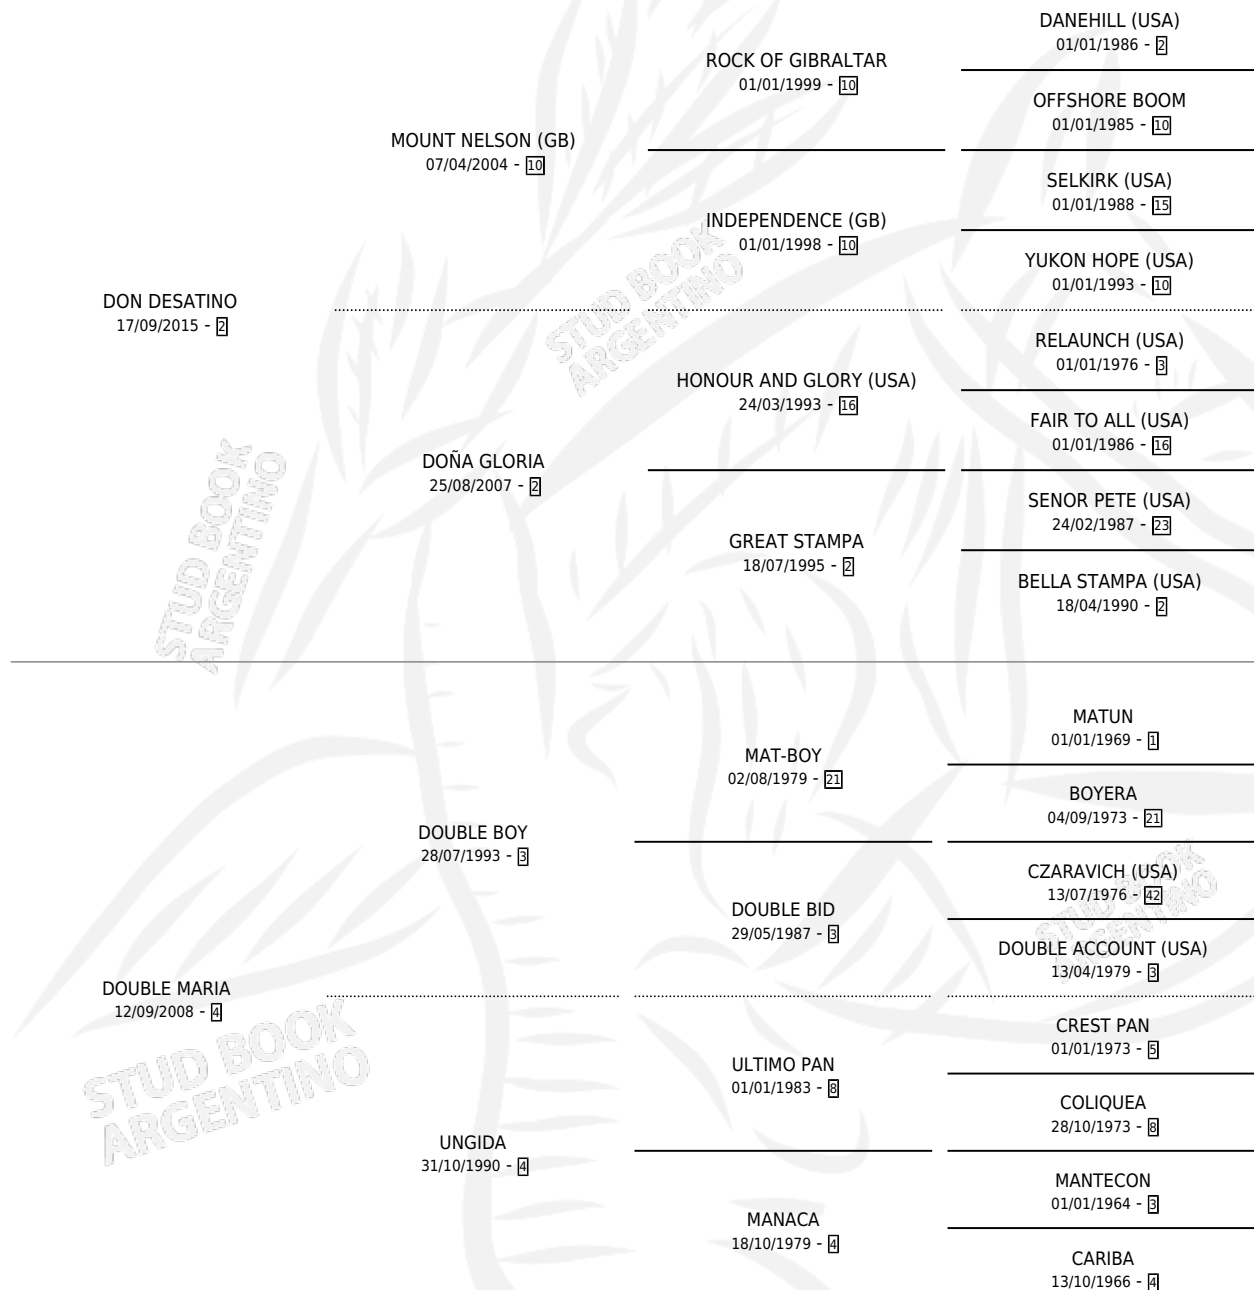 DANEHILL (USA)
01/01/1986 - 2
ROCK OF GIBRALTAR
01/01/1999 - 10
OFFSHORE BOOM
01/01/1985 - 10
MOUNT NELSON (GB)
07/04/2004 - 10
SELKIRK (USA)
01/01/1988 - 15
INDEPENDENCE (GB)
01/01/1998 - 10
YUKON HOPE (USA)
01/01/1993 - 10
DON DESATINO
17/09/2015 - 2
STUD BOOK
ARGENTINO
RELAUNCH (USA)
01/01/1976 - 3
HONOUR AND GLORY (USA)
24/03/1993 - 16
FAIR TO ALL (USA)
01/01/1986 - 16
DOÑA GLORIA
25/08/2007 - 2
SENOR PETE (USA)
24/02/1987 - 23
GREAT STAMPA
18/07/1995 - 2
BELLA STAMPA (USA)
18/04/1990 - 2
STUD BOOK
ARGENTINO
MATUN
01/01/1969 - 1
MAT-BOY
02/08/1979 - 21
BOYERA
04/09/1973 - 21
DOUBLE BOY
28/07/1993 - 3
CZARAVICH (USA)
13/07/1976 - 42
DOUBLE BID
29/05/1987 - 3
STUD BOOK
ARGENTINO
DOUBLE ACCOUNT (USA)
13/04/1979 - 3
DOUBLE MARIA
12/09/2008 - 4
STUD BOOK
ARGENTINO
CREST PAN
01/01/1973 - 5
ULTIMO PAN
01/01/1983 - 8
COLIQUEA
28/10/1973 - 8
UNGIDA
31/10/1990 - 4
MANTECON
01/01/1964 - 3
MANACA
18/10/1979 - 4
CARIBA
13/10/1966 - 4